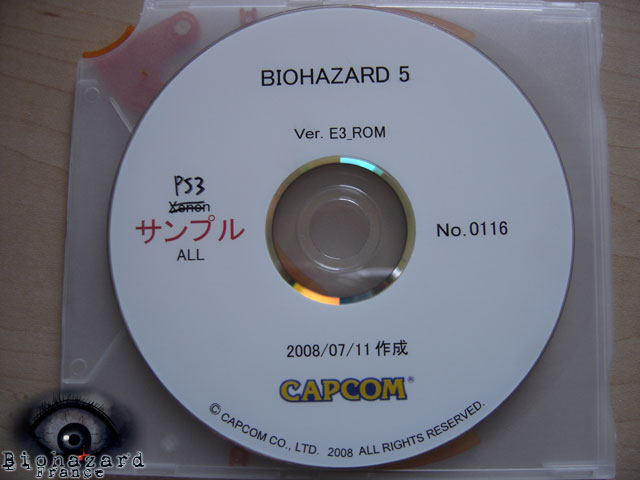 BIOHAZARD 5
Ver. E3_ROM
PS3
Xenon
サンプル
ALL
No.0116
2008/07/11 作成
CAPCOM®
© CAPCOM CO., LTD. 2008 ALL RIGHTS RESERVED.
Biohazard
France